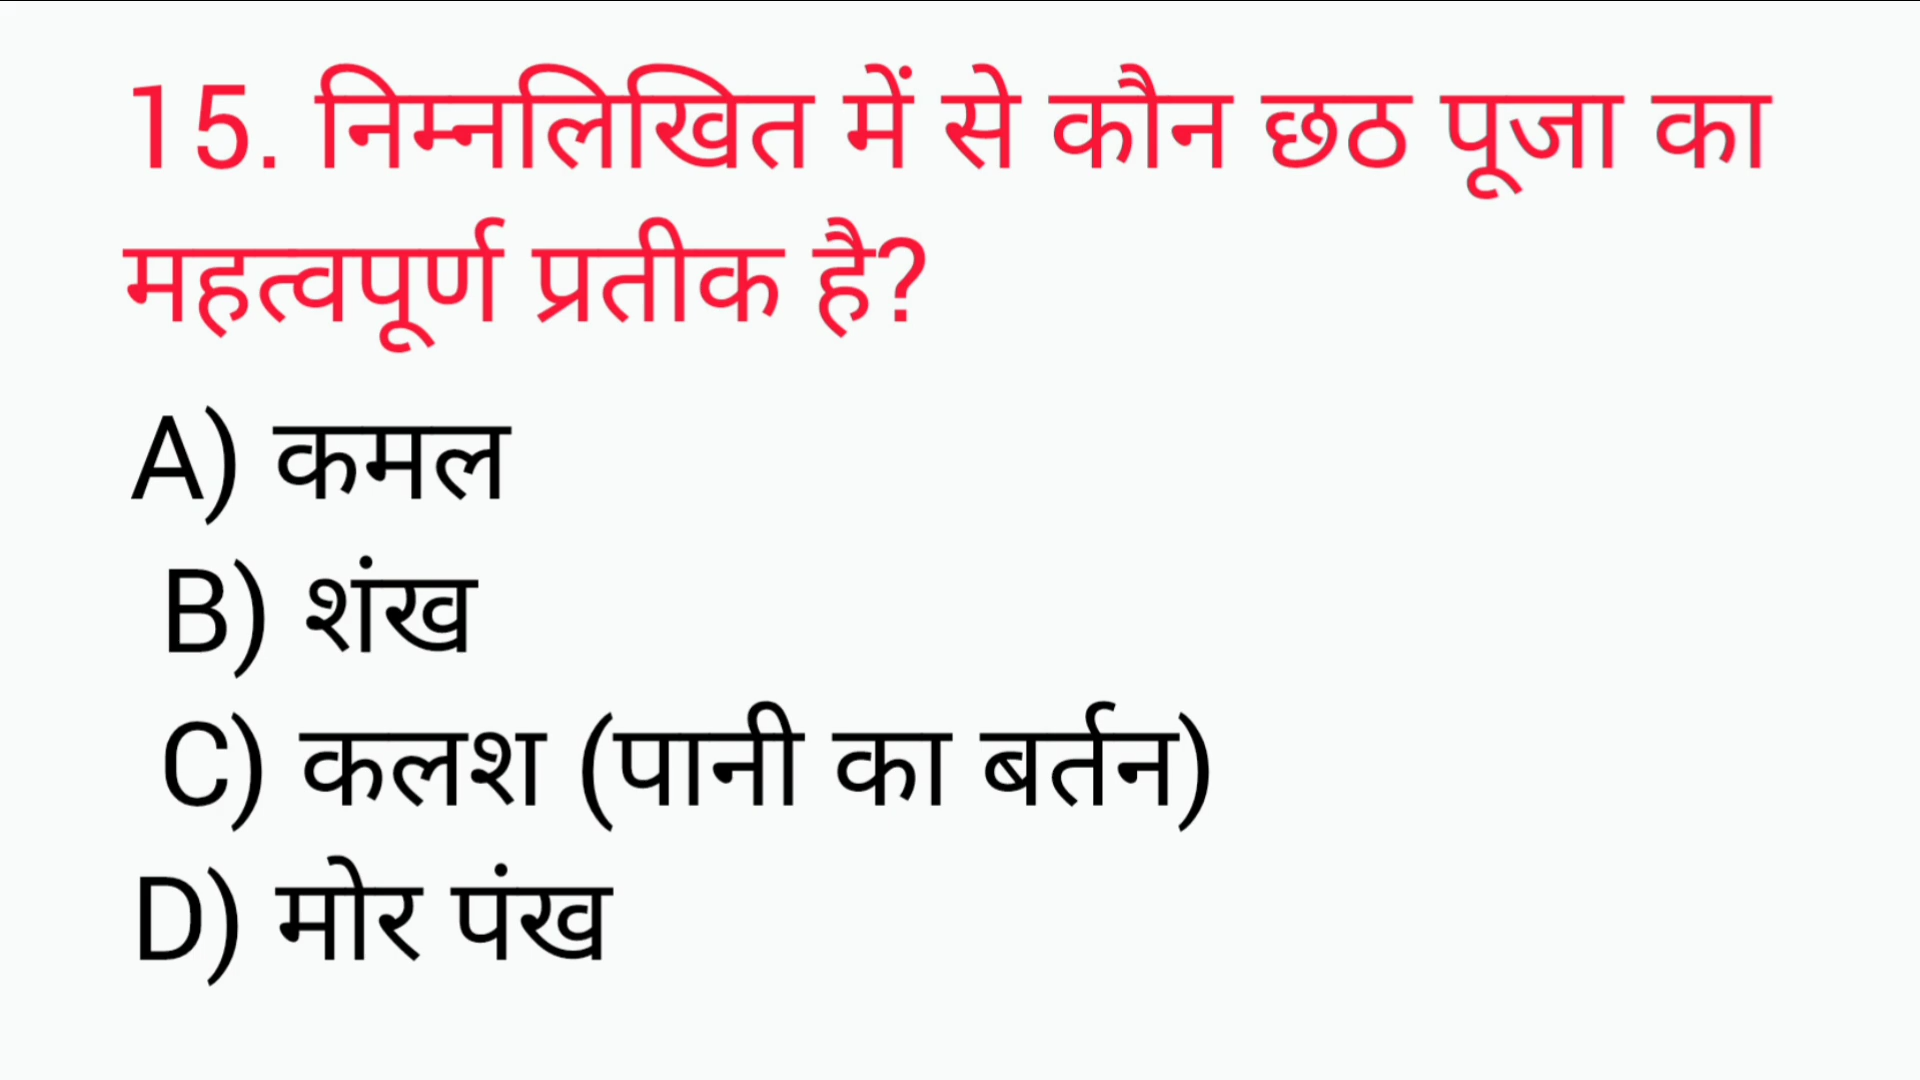 15. निम्नलिखित में से कौन छठ पूजा का
महत्वपूर्ण प्रतीक है?
A) कमल
B) शंख
C) कलश (पानी का बर्तन)
D) मोर पंख